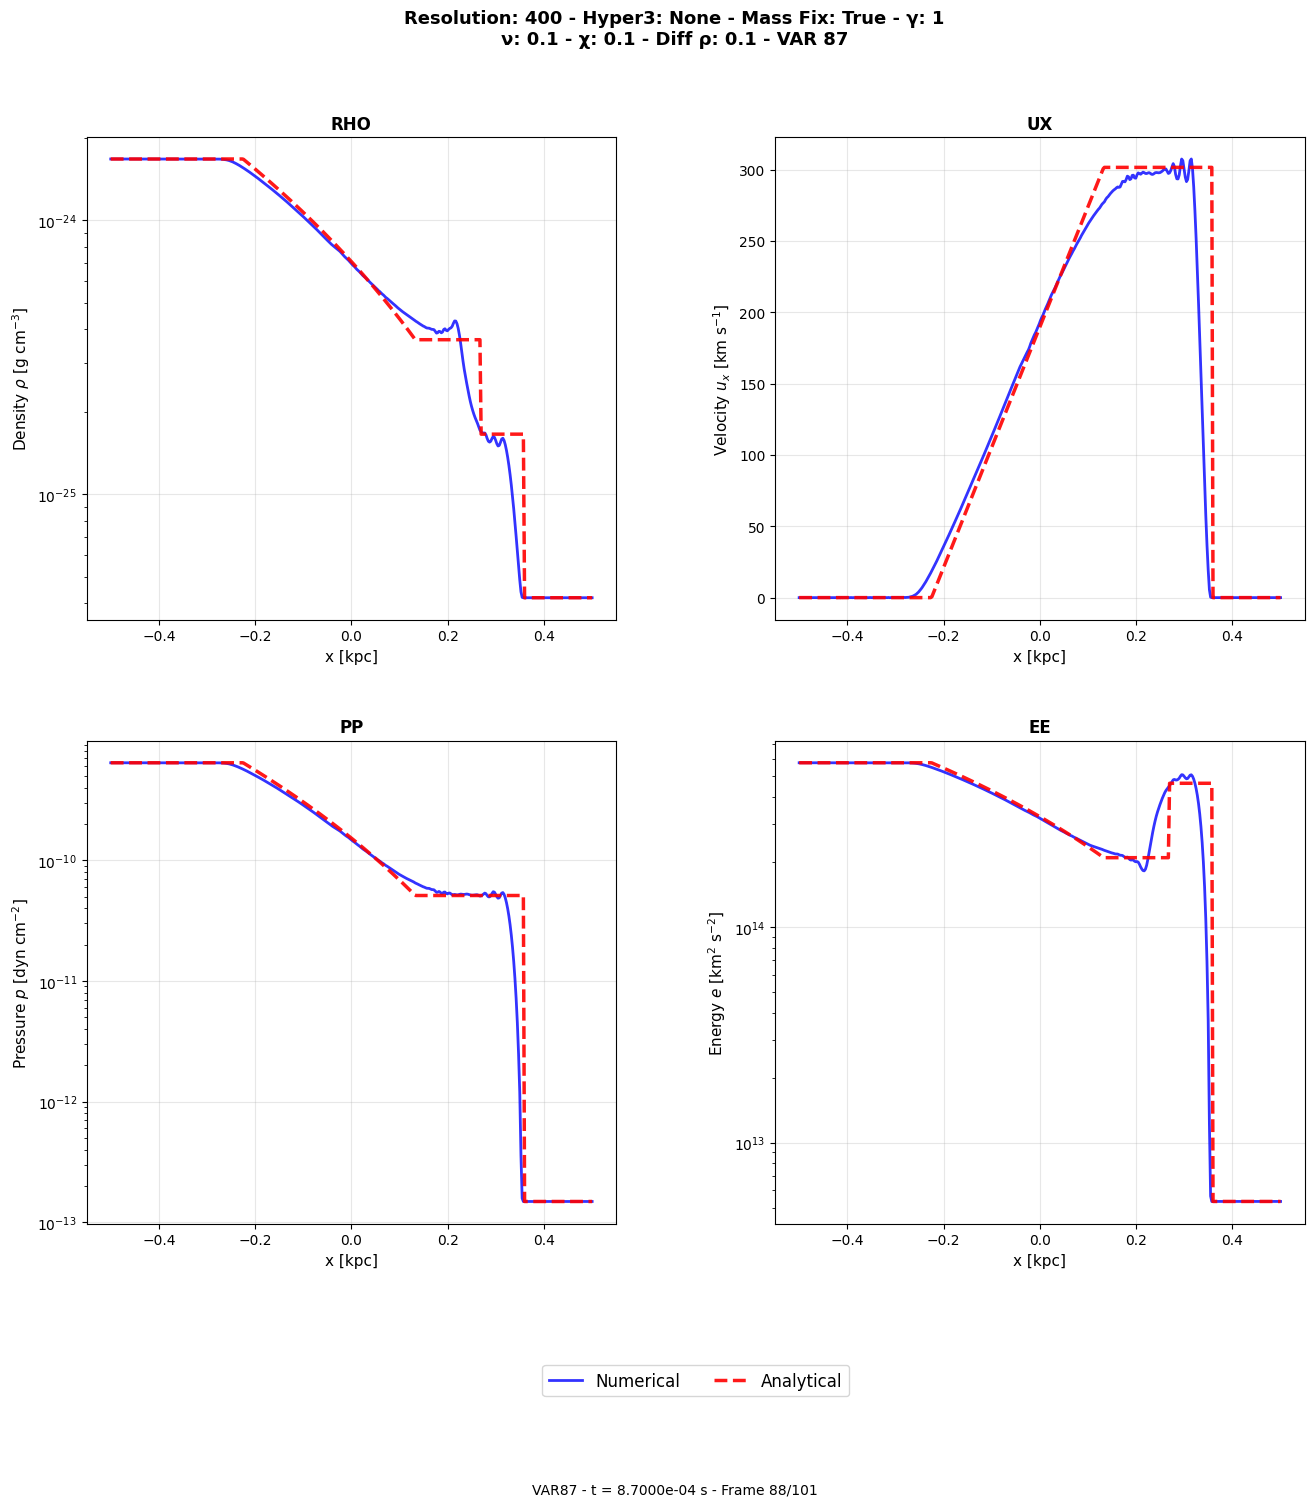 Resolution: 400 - Hyper3: None - Mass Fix: True - γ: 1
ν: 0.1 - χ: 0.1 - Diff ρ: 0.1 - VAR 87
RHO
Density ρ [g cm⁻³]
10⁻²⁴
10⁻²⁵
−0.4 −0.2 0.0 0.2 0.4
x [kpc]
UX
Velocity uₓ [km s⁻¹]
300
250
200
150
100
50
0
−0.4 −0.2 0.0 0.2 0.4
x [kpc]
PP
Pressure p [dyn cm⁻²]
10⁻¹⁰
10⁻¹¹
10⁻¹²
10⁻¹³
−0.4 −0.2 0.0 0.2 0.4
x [kpc]
EE
Energy e [km² s⁻²]
10¹⁴
10¹³
−0.4 −0.2 0.0 0.2 0.4
x [kpc]
Numerical Analytical
VAR87 - t = 8.7000e-04 s - Frame 88/101